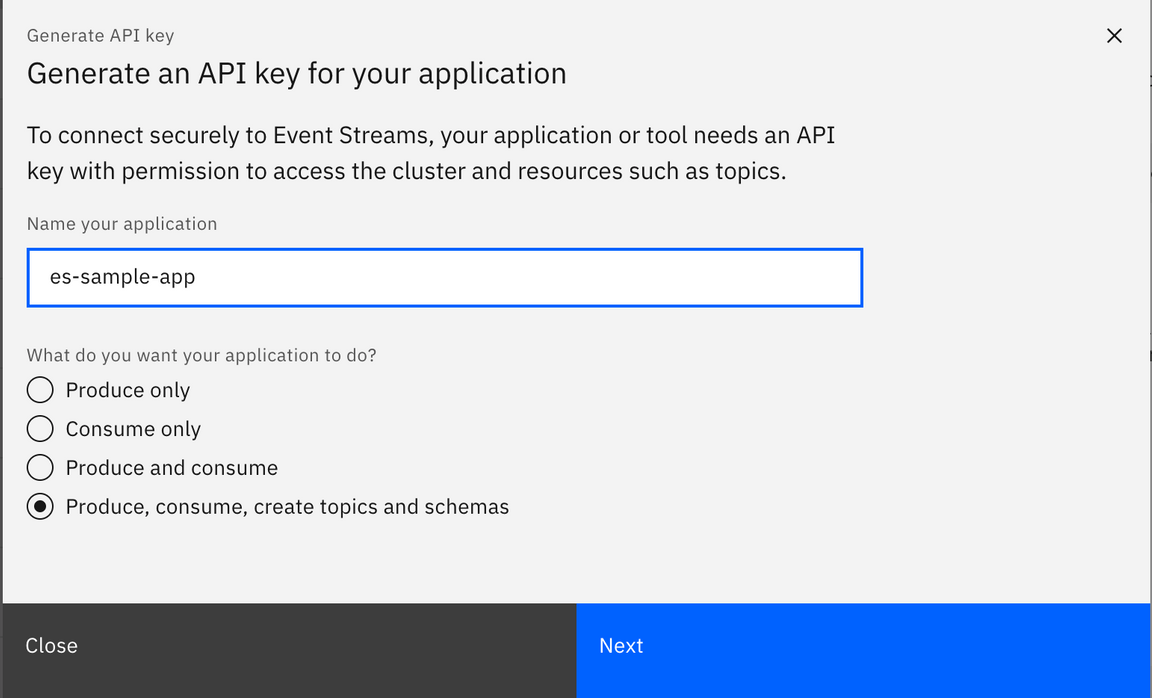 Generate API key
Generate an API key for your application
To connect securely to Event Streams, your application or tool needs an API
key with permission to access the cluster and resources such as topics.
Name your application
es-sample-app
What do you want your application to do?
Produce only
Consume only
Produce and consume
Produce, consume, create topics and schemas
Close
Next